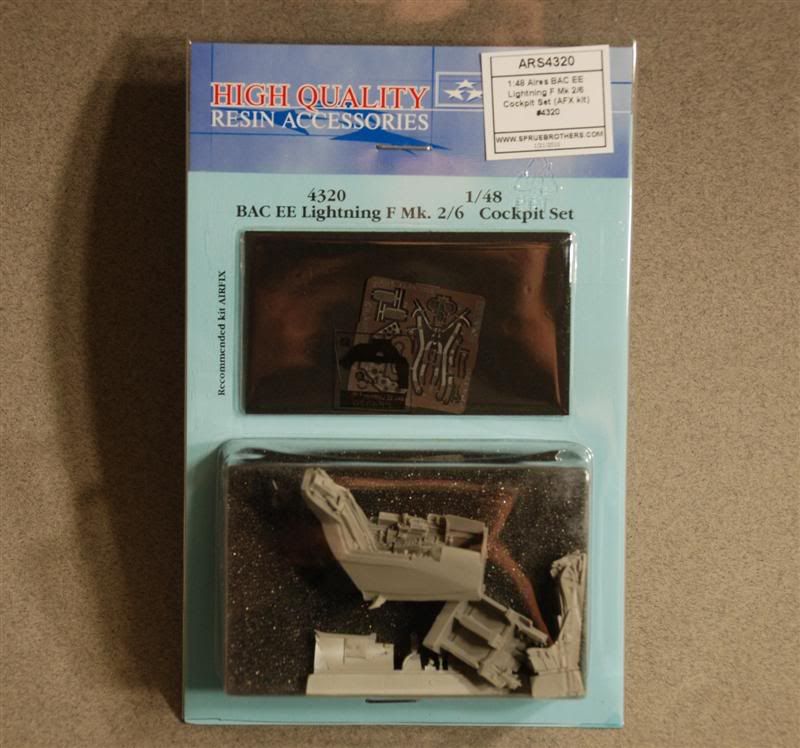 HIGH QUALITY
RESIN ACCESSORIES
ARS4320
1:48 Aires BAC EE
Lightning F Mk 2/6
Cockpit Set (AFX kit)
#4320
WWW.SPRUEBROTHERS.COM
4320 1/48
BAC EE Lightning F Mk. 2/6 Cockpit Set
Recommended kit AIRFIX